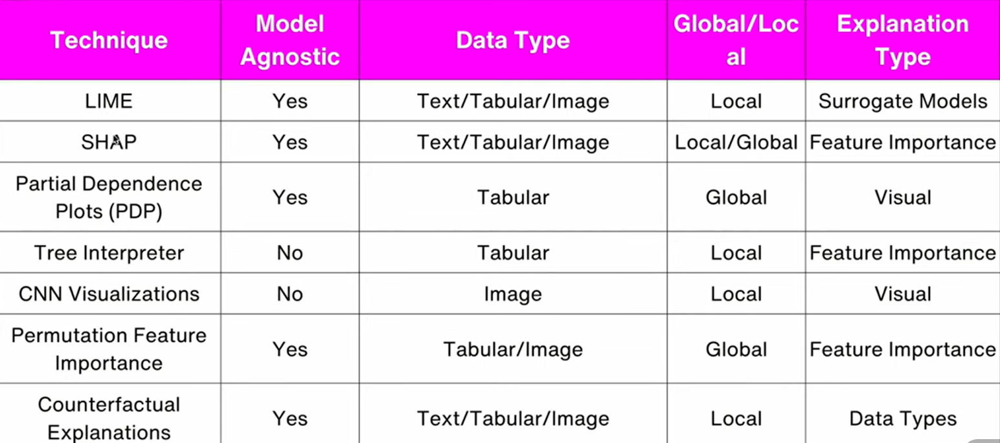 Technique Model Agnostic Data Type Global/Local Explanation Type
LIME Yes Text/Tabular/Image Local Surrogate Models
SHAP Yes Text/Tabular/Image Local/Global Feature Importance
Partial Dependence Plots (PDP) Yes Tabular Global Visual
Tree Interpreter No Tabular Local Feature Importance
CNN Visualizations No Image Local Visual
Permutation Feature Importance Yes Tabular/Image Global Feature Importance
Counterfactual Explanations Yes Text/Tabular/Image Local Data Types